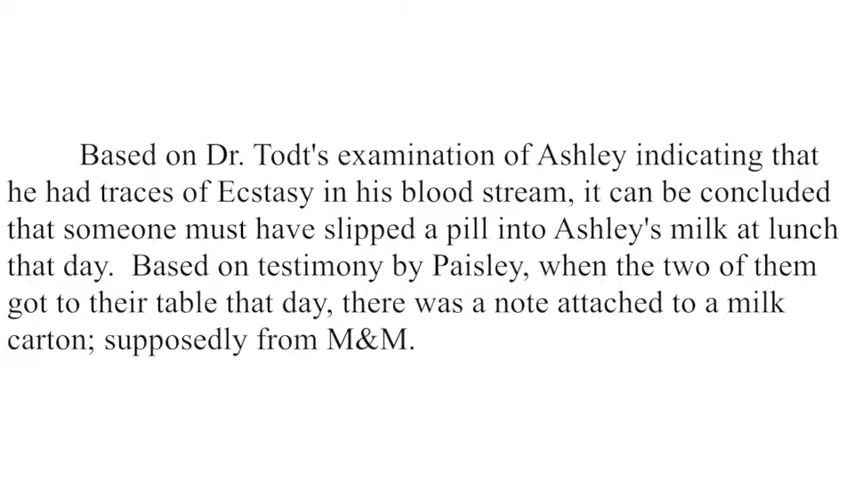 Based on Dr. Todt's examination of Ashley indicating that
he had traces of Ecstasy in his blood stream, it can be concluded
that someone must have slipped a pill into Ashley's milk at lunch
that day.  Based on testimony by Paisley, when the two of them
got to their table that day, there was a note attached to a milk
carton; supposedly from M&M.